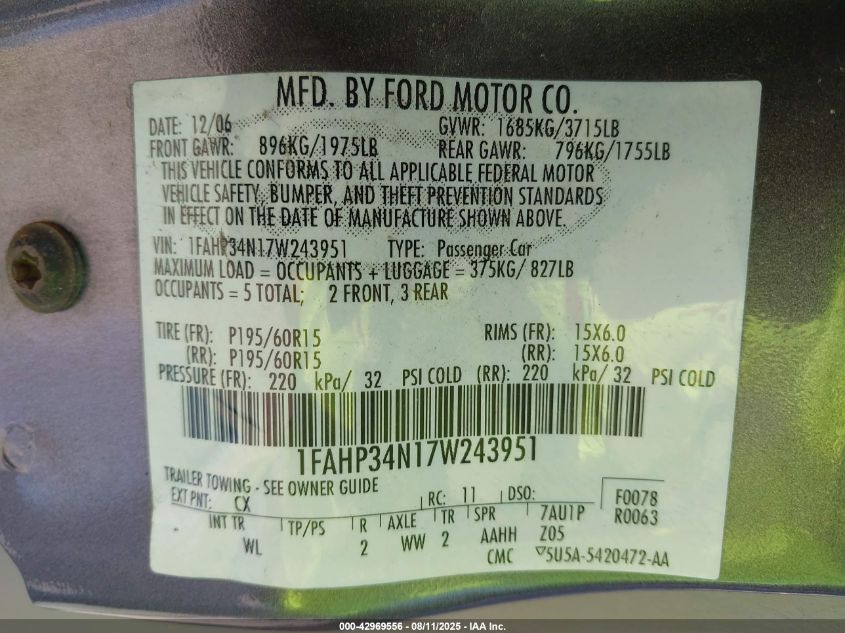 MFD. BY FORD MOTOR CO.
DATE: 12/06 GVWR: 1685KG/3715LB
FRONT GAWR: 896KG/1975LB REAR GAWR: 796KG/1755LB
THIS VEHICLE CONFORMS TO ALL APPLICABLE FEDERAL MOTOR
VEHICLE SAFETY, BUMPER, AND THEFT PREVENTION STANDARDS
IN EFFECT ON THE DATE OF MANUFACTURE SHOWN ABOVE.
VIN: 1FAHP34N17W243951 TYPE: Passenger Car
MAXIMUM LOAD = OCCUPANTS + LUGGAGE = 375KG/ 827LB
OCCUPANTS = 5 TOTAL; 2 FRONT, 3 REAR
TIRE (FR): P195/60R15 RIMS (FR): 15X6.0
(RR): P195/60R15 (RR): 15X6.0
PRESSURE (FR): 220 kPa/ 32 PSI COLD (RR): 220 kPa/ 32 PSI COLD
1FAHP34N17W243951
TRAILER TOWING - SEE OWNER GUIDE
EXT PNT: CX RC: 11 DSO: F0078
INT TR TP/PS R AXLE TR SPR 7AU1P R0063
WL 2 WW 2 AAHH Z05
CMC 5U5A-5420472-AA
000-42969556 - 08/11/2025 - IAA Inc.